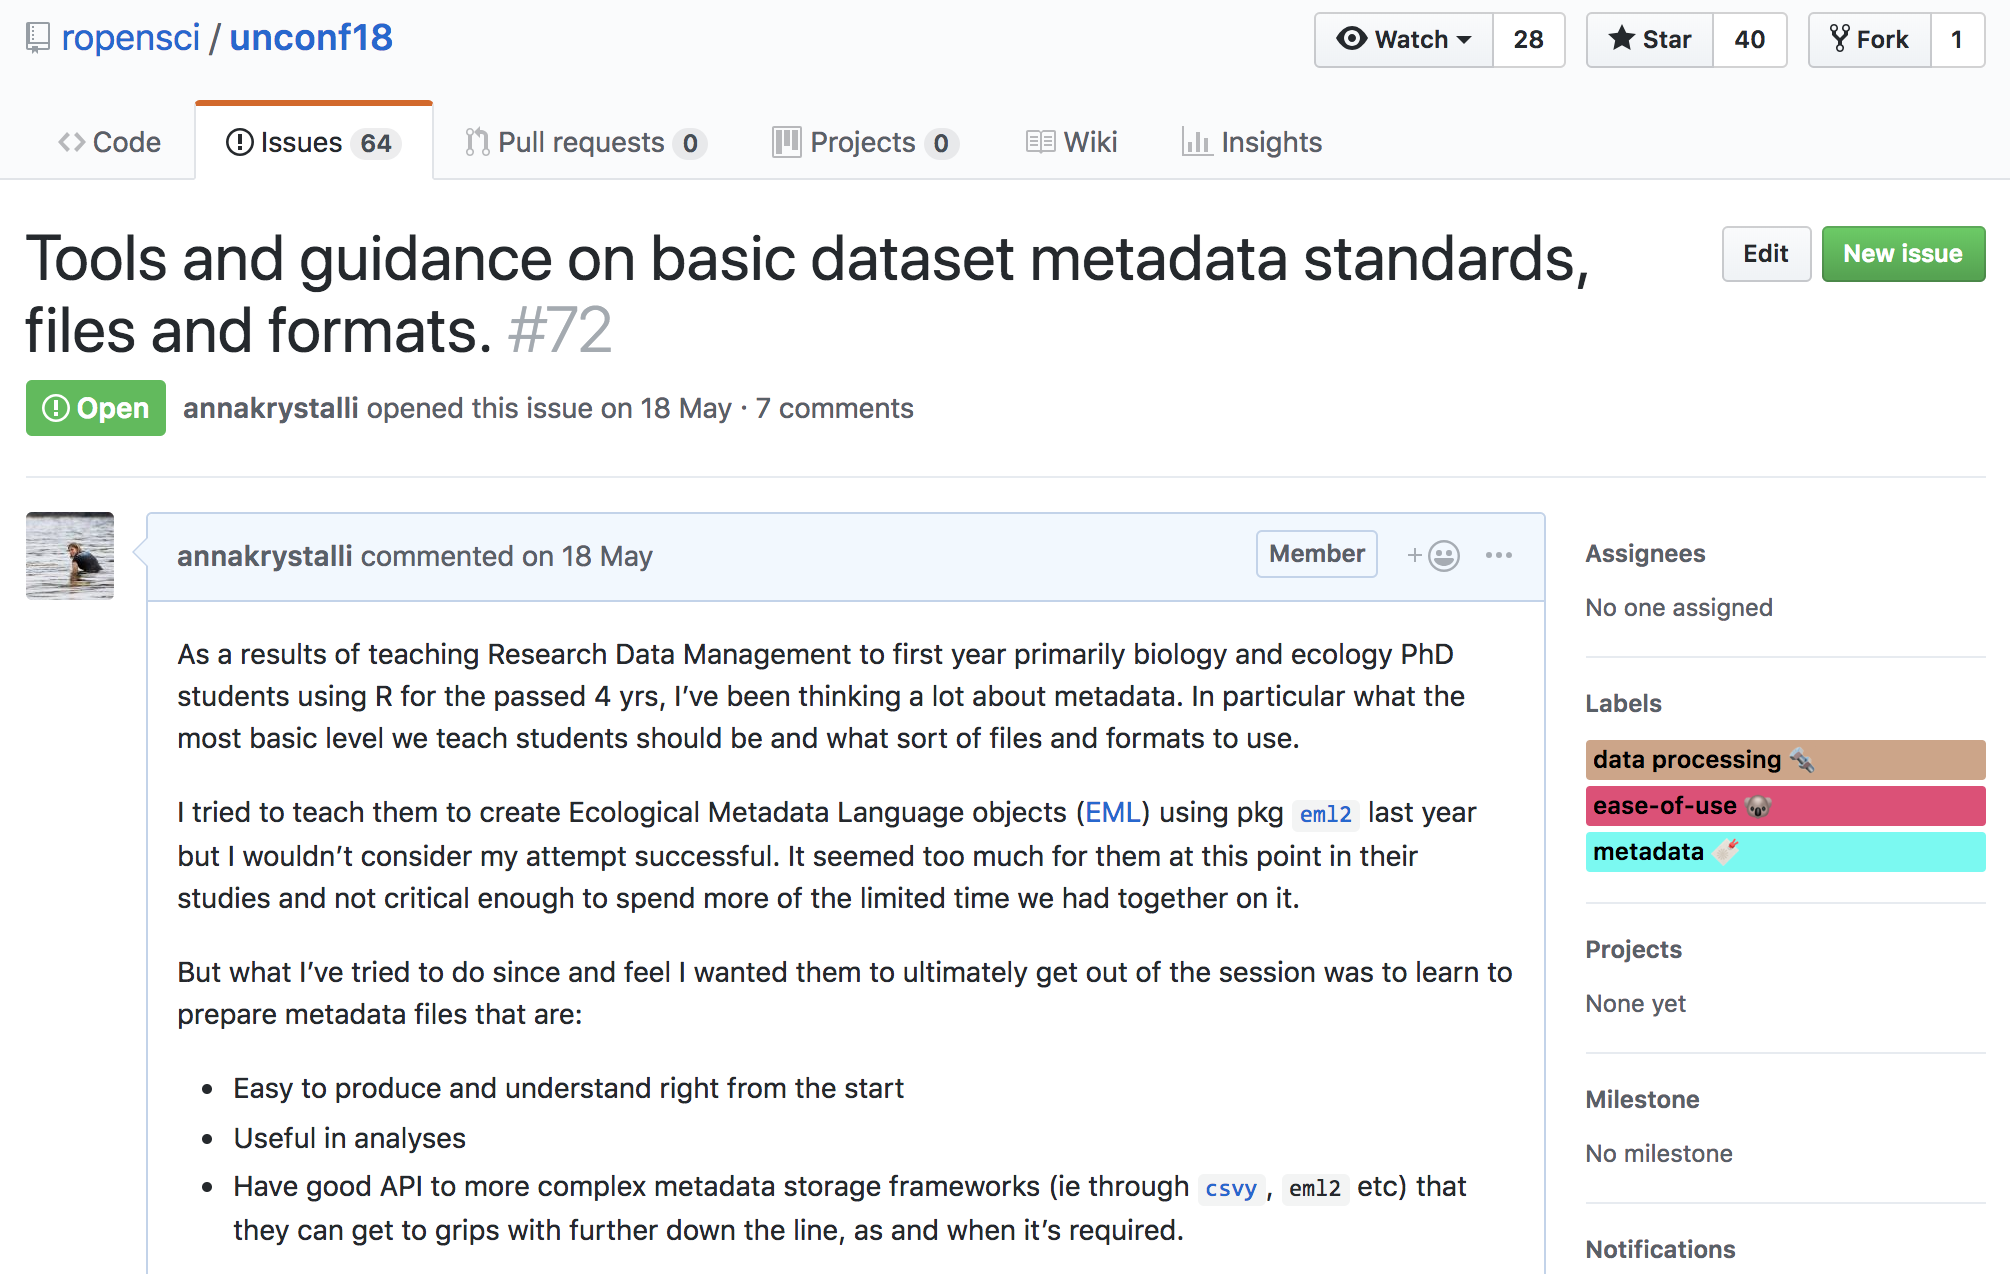 ropensci / unconf18
Watch 28 Star 40 Fork 1
Code Issues 64 Pull requests 0 Projects 0 Wiki Insights
Tools and guidance on basic dataset metadata standards,
files and formats. #72
Edit New issue
Open annakrystalli opened this issue on 18 May · 7 comments
annakrystalli commented on 18 May
Member
As a results of teaching Research Data Management to first year primarily biology and ecology PhD
students using R for the passed 4 yrs, I’ve been thinking a lot about metadata. In particular what the
most basic level we teach students should be and what sort of files and formats to use.
I tried to teach them to create Ecological Metadata Language objects (EML) using pkg eml2 last year
but I wouldn’t consider my attempt successful. It seemed too much for them at this point in their
studies and not critical enough to spend more of the limited time we had together on it.
But what I’ve tried to do since and feel I wanted them to ultimately get out of the session was to learn to
prepare metadata files that are:
• Easy to produce and understand right from the start
• Useful in analyses
• Have good API to more complex metadata storage frameworks (ie through csvy, eml2 etc) that
they can get to grips with further down the line, as and when it’s required.
Assignees
No one assigned
Labels
data processing 🔩
ease-of-use 🐨
metadata 🏷️
Projects
None yet
Milestone
No milestone
Notifications